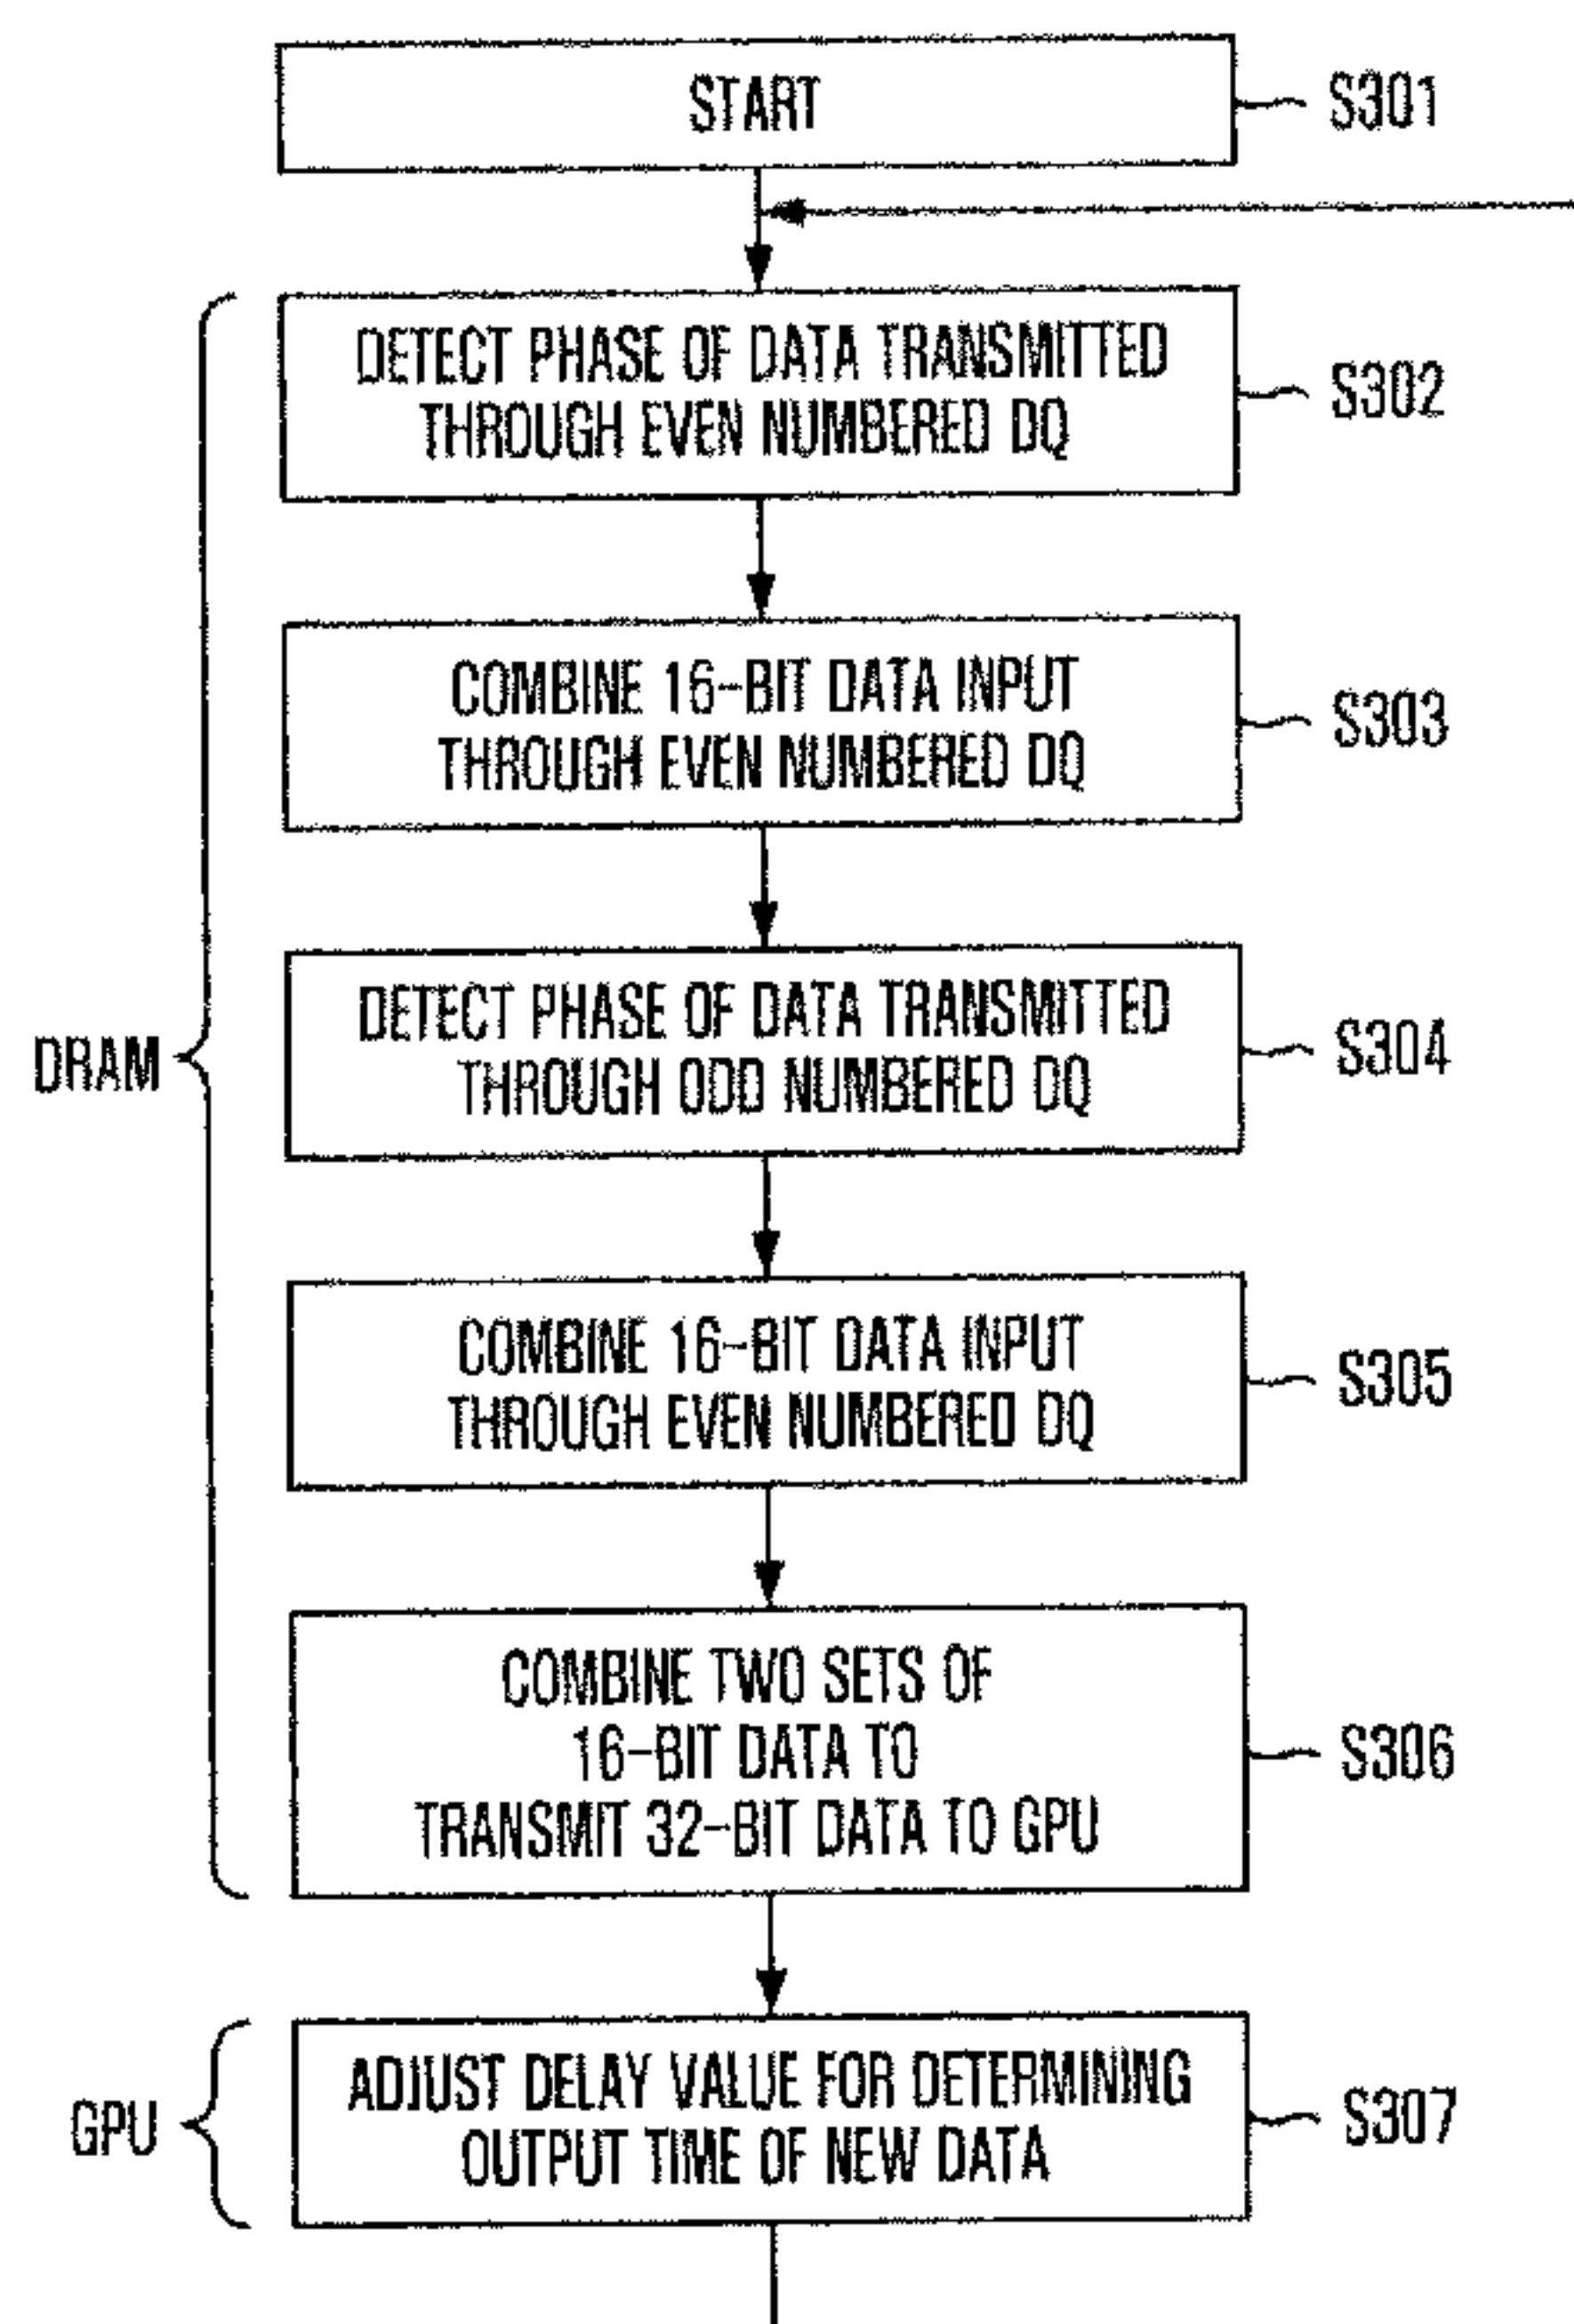 START
S301
DETECT PHASE OF DATA TRANSMITTED
THROUGH EVEN NUMBERED DQ
S302
COMBINE 16-BIT DATA INPUT
THROUGH EVEN NUMBERED DQ
S303
DETECT PHASE OF DATA TRANSMITTED
THROUGH ODD NUMBERED DQ
S304
DRAM
COMBINE 16-BIT DATA INPUT
THROUGH EVEN NUMBERED DQ
S305
COMBINE TWO SETS OF
16-BIT DATA TO
TRANSMIT 32-BIT DATA TO GPU
S306
GPU
ADJUST DELAY VALUE FOR DETERMINING
OUTPUT TIME OF NEW DATA
S307